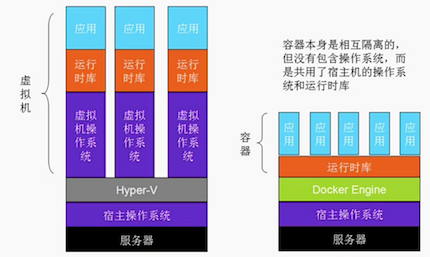 虚拟机
应用
应用
应用
运行
时库
运行
时库
运行
时库
虚拟
机操
作系
统
虚拟
机操
作系
统
虚拟
机操
作系
统
Hyper-V
宿主操作系统
服务器
容器本身是相互隔离的,
但没有包含操作系统，而
是共用了宿主机的操作系
统和运行时库
容器
应用
应用
应用
应用
应用
运行时库
Docker Engine
宿主操作系统
服务器